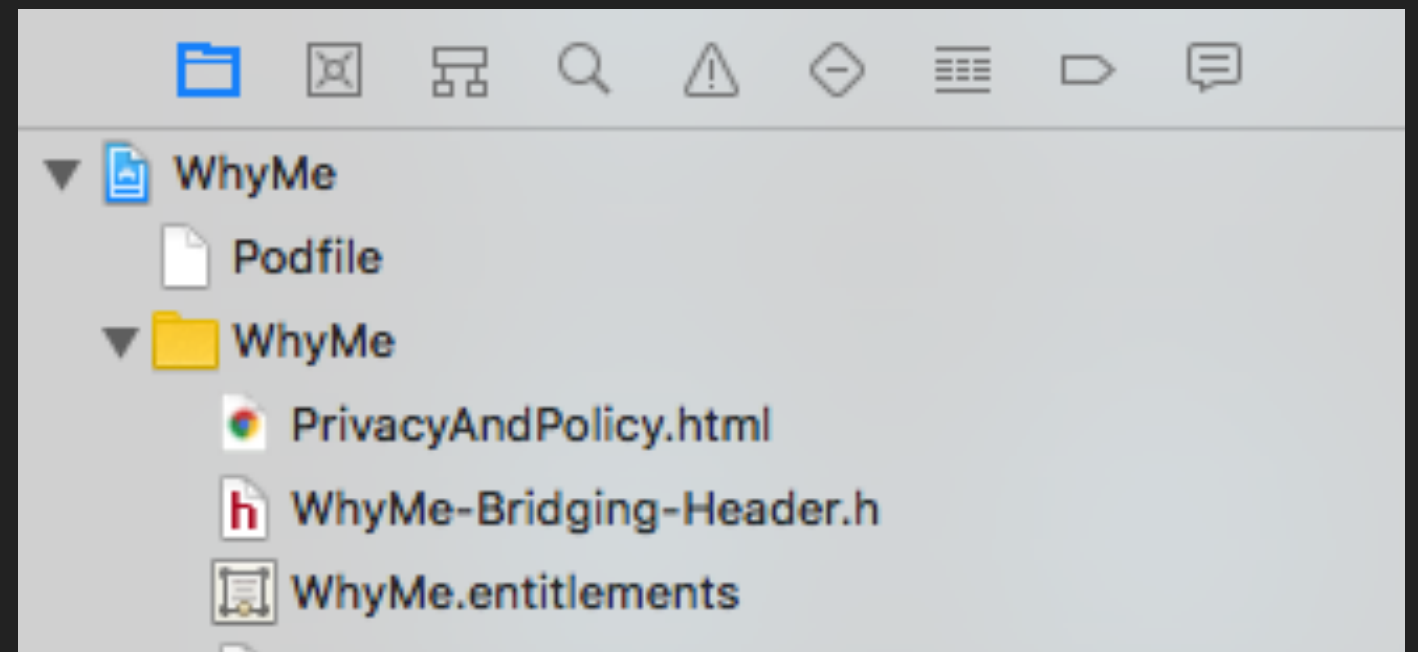 WhyMe
Podfile
WhyMe
PrivacyAndPolicy.html
WhyMe-Bridging-Header.h
WhyMe.entitlements